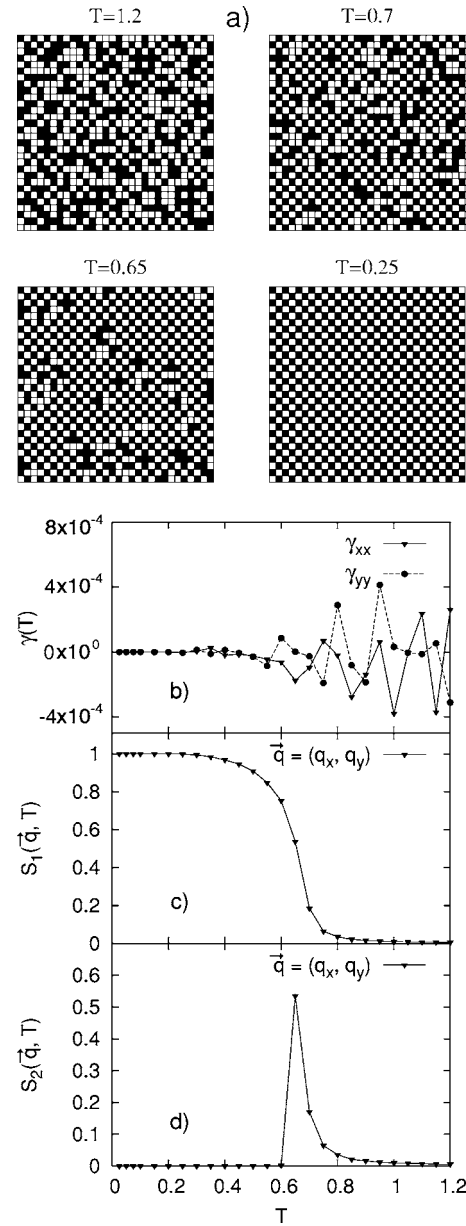 T=1.2 a) T=0.7
T=0.65 T=0.25
8x10⁻⁴
4x10⁻⁴
0x10⁰
-4x10⁻⁴
γ(T)
γxx
γyy
b)
1
0.8
0.6
0.4
0.2
0
S₁(q⃗, T)
q⃗ = (qx, qy)
c)
0.6
0.5
0.4
0.3
0.2
0.1
0
S₂(q⃗, T)
q⃗ = (qx, qy)
d)
0 0.2 0.4 0.6 0.8 1.0 1.2
T